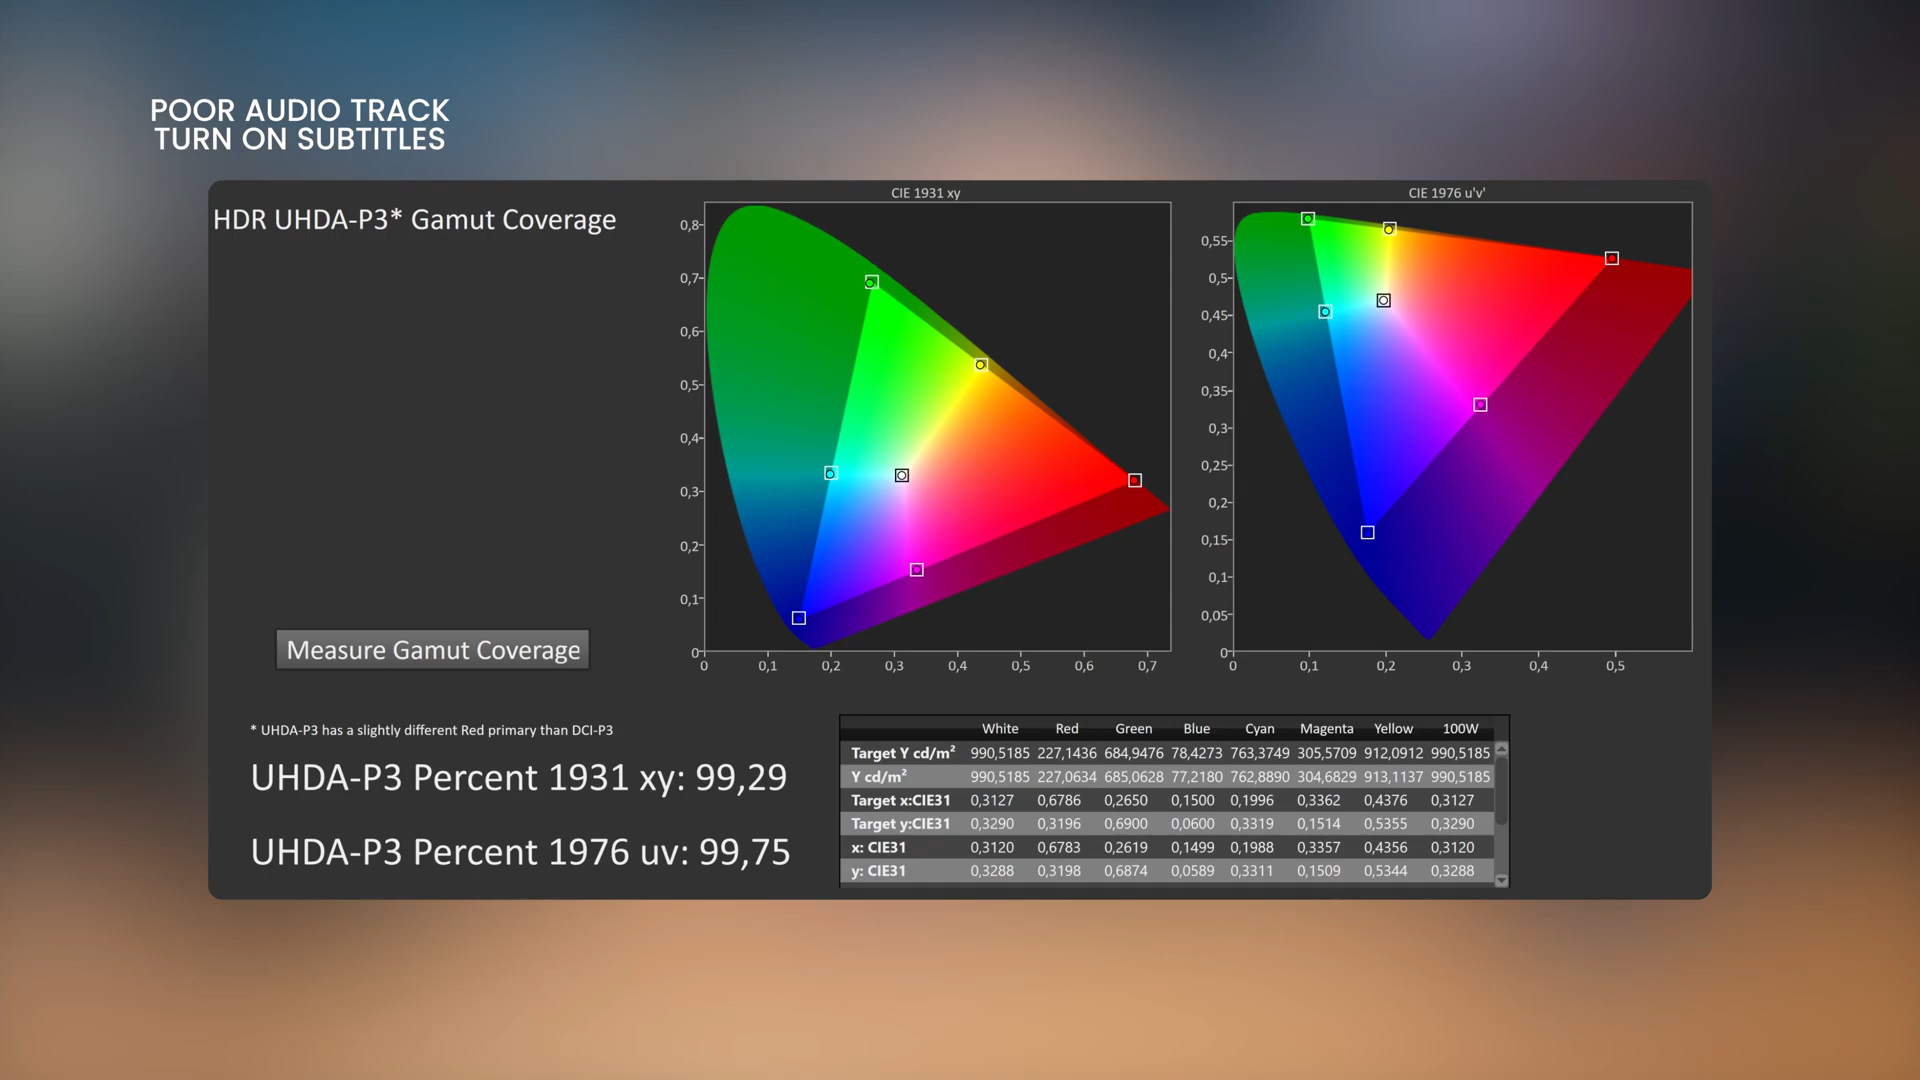 POOR AUDIO TRACK
TURN ON SUBTITLES
HDR UHDA-P3* Gamut Coverage
CIE 1931 xy
0,8
0,7
0,6
0,5
0,4
0,3
0,2
0,1
0
0 0,1 0,2 0,3 0,4 0,5 0,6 0,7
CIE 1976 u'v'
0,55
0,5
0,45
0,4
0,35
0,3
0,25
0,2
0,15
0,1
0,05
0
0 0,1 0,2 0,3 0,4 0,5
Measure Gamut Coverage
* UHDA-P3 has a slightly different Red primary than DCI-P3
UHDA-P3 Percent 1931 xy: 99,29
UHDA-P3 Percent 1976 uv: 99,75
White Red Green Blue Cyan Magenta Yellow 100W
Target Y cd/m² 990,5185 227,1436 684,9476 78,4273 763,3749 305,5709 912,0912 990,5185
Y cd/m² 990,5185 227,0634 685,0628 77,2180 762,8890 304,6829 913,1137 990,5185
Target x:CIE31 0,3127 0,6786 0,2650 0,1500 0,1996 0,3362 0,4376 0,3127
Target y:CIE31 0,3290 0,3196 0,6900 0,0600 0,3319 0,1514 0,5355 0,3290
x: CIE31 0,3120 0,6783 0,2619 0,1499 0,1988 0,3357 0,4356 0,3120
y: CIE31 0,3288 0,3198 0,6874 0,0589 0,3311 0,1509 0,5344 0,3288